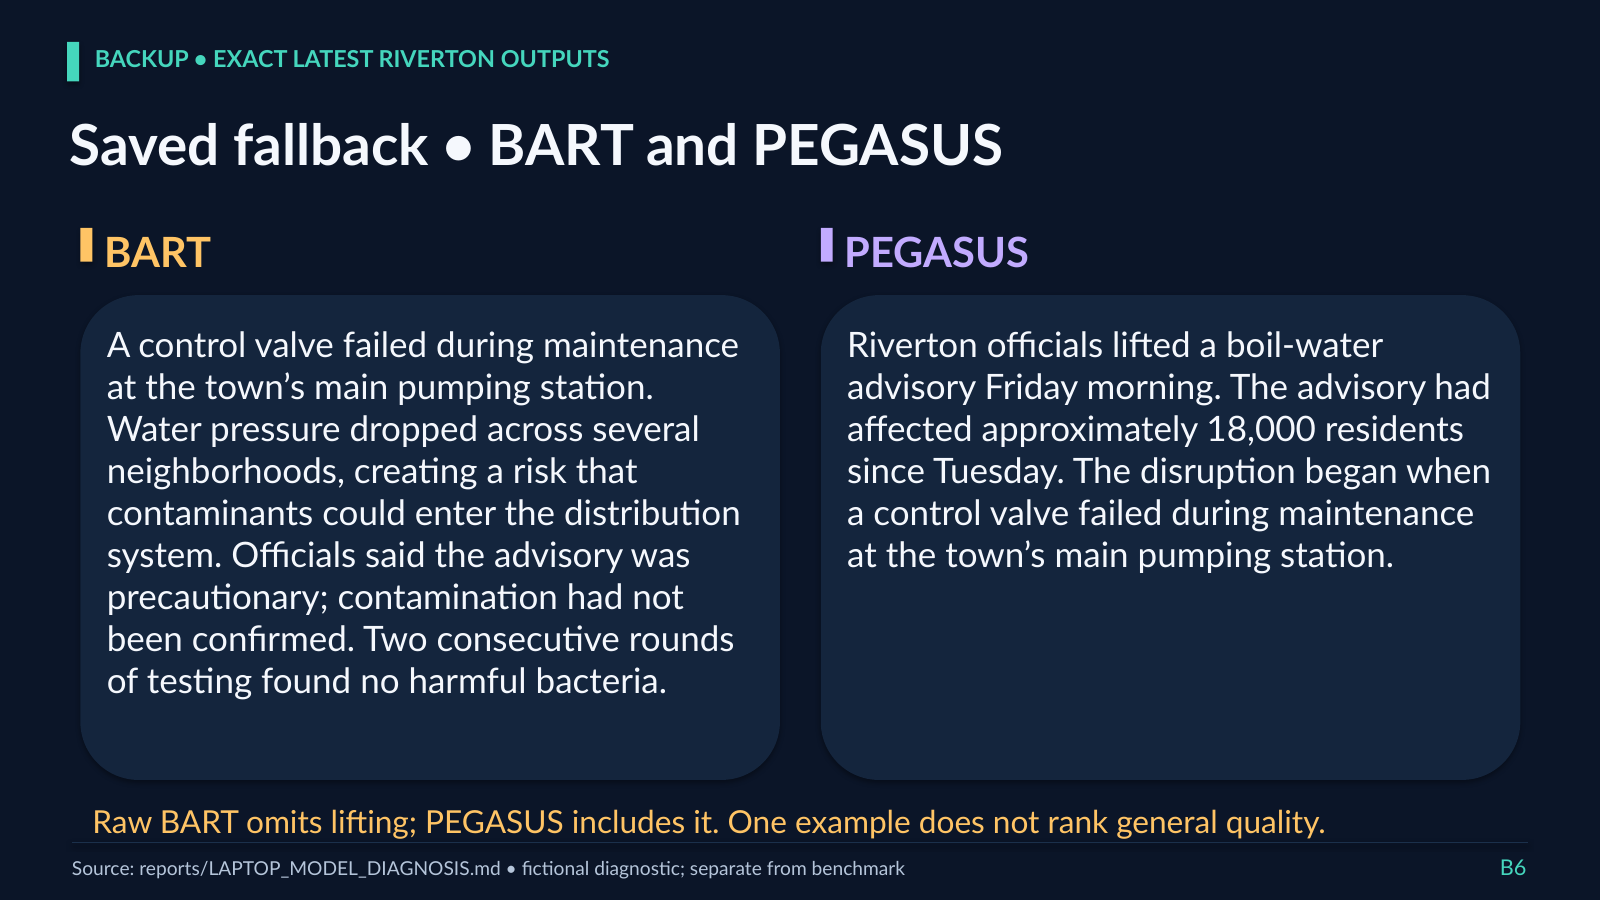 BACKUP • EXACT LATEST RIVERTON OUTPUTS
Saved fallback • BART and PEGASUS
BART
A control valve failed during maintenance
at the town’s main pumping station.
Water pressure dropped across several
neighborhoods, creating a risk that
contaminants could enter the distribution
system. Officials said the advisory was
precautionary; contamination had not
been confirmed. Two consecutive rounds
of testing found no harmful bacteria.
PEGASUS
Riverton officials lifted a boil-water
advisory Friday morning. The advisory had
affected approximately 18,000 residents
since Tuesday. The disruption began when
a control valve failed during maintenance
at the town’s main pumping station.
Raw BART omits lifting; PEGASUS includes it. One example does not rank general quality.
Source: reports/LAPTOP_MODEL_DIAGNOSIS.md • fictional diagnostic; separate from benchmark
B6